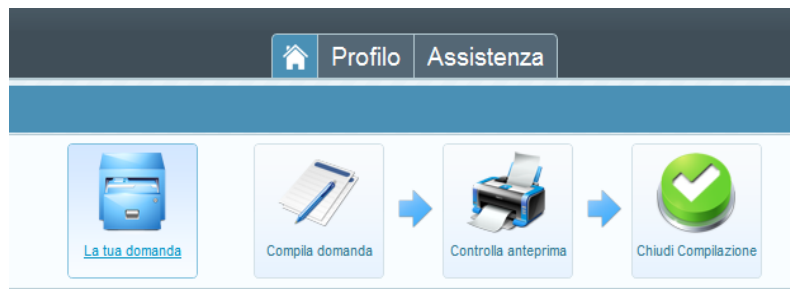 Profilo Assistenza
La tua domanda Compila domanda Controlla anteprima Chiudi Compilazione